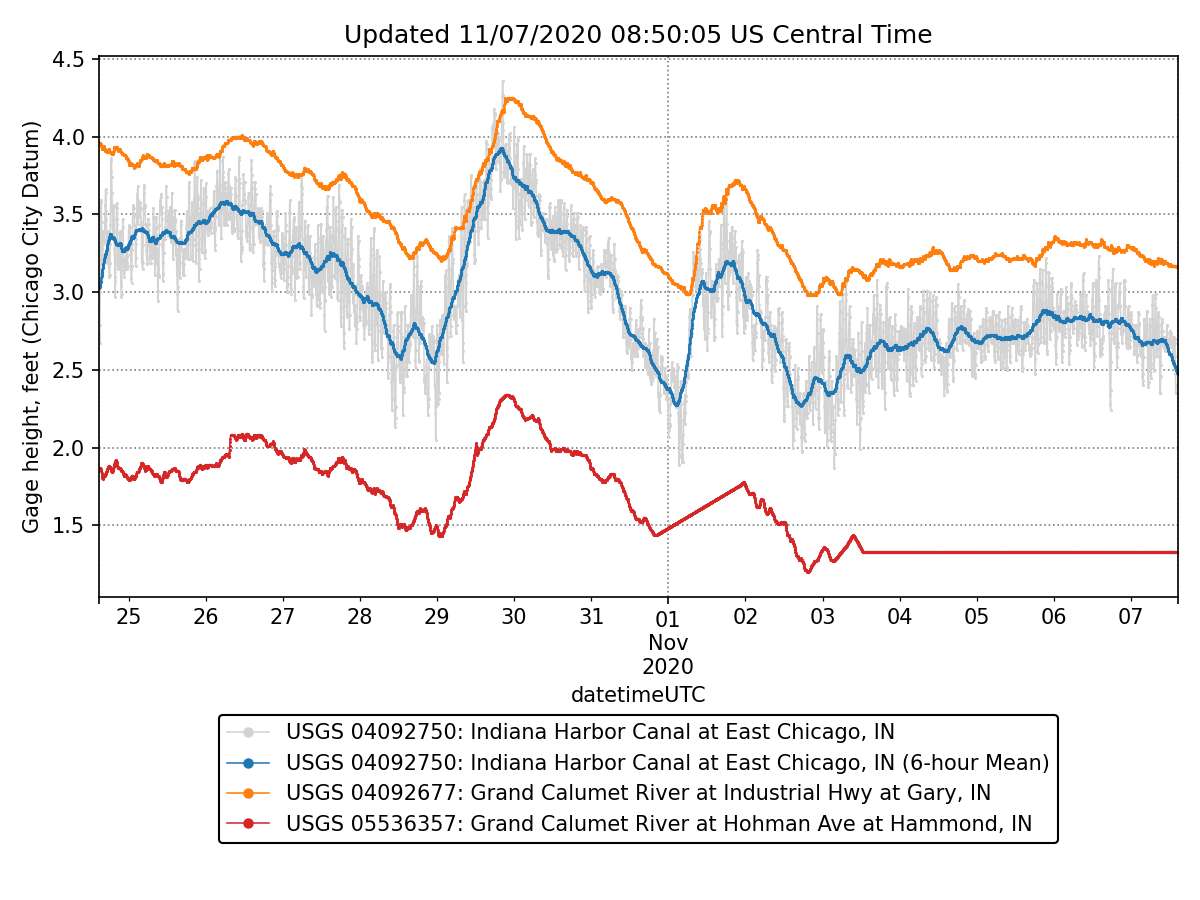 Updated 11/07/2020 08:50:05 US Central Time
Gage height, feet (Chicago City Datum)
4.5
4.0
3.5
3.0
2.5
2.0
1.5
25 26 27 28 29 30 31 01 02 03 04 05 06 07
Nov
2020
datetimeUTC
USGS 04092750: Indiana Harbor Canal at East Chicago, IN
USGS 04092750: Indiana Harbor Canal at East Chicago, IN (6-hour Mean)
USGS 04092677: Grand Calumet River at Industrial Hwy at Gary, IN
USGS 05536357: Grand Calumet River at Hohman Ave at Hammond, IN